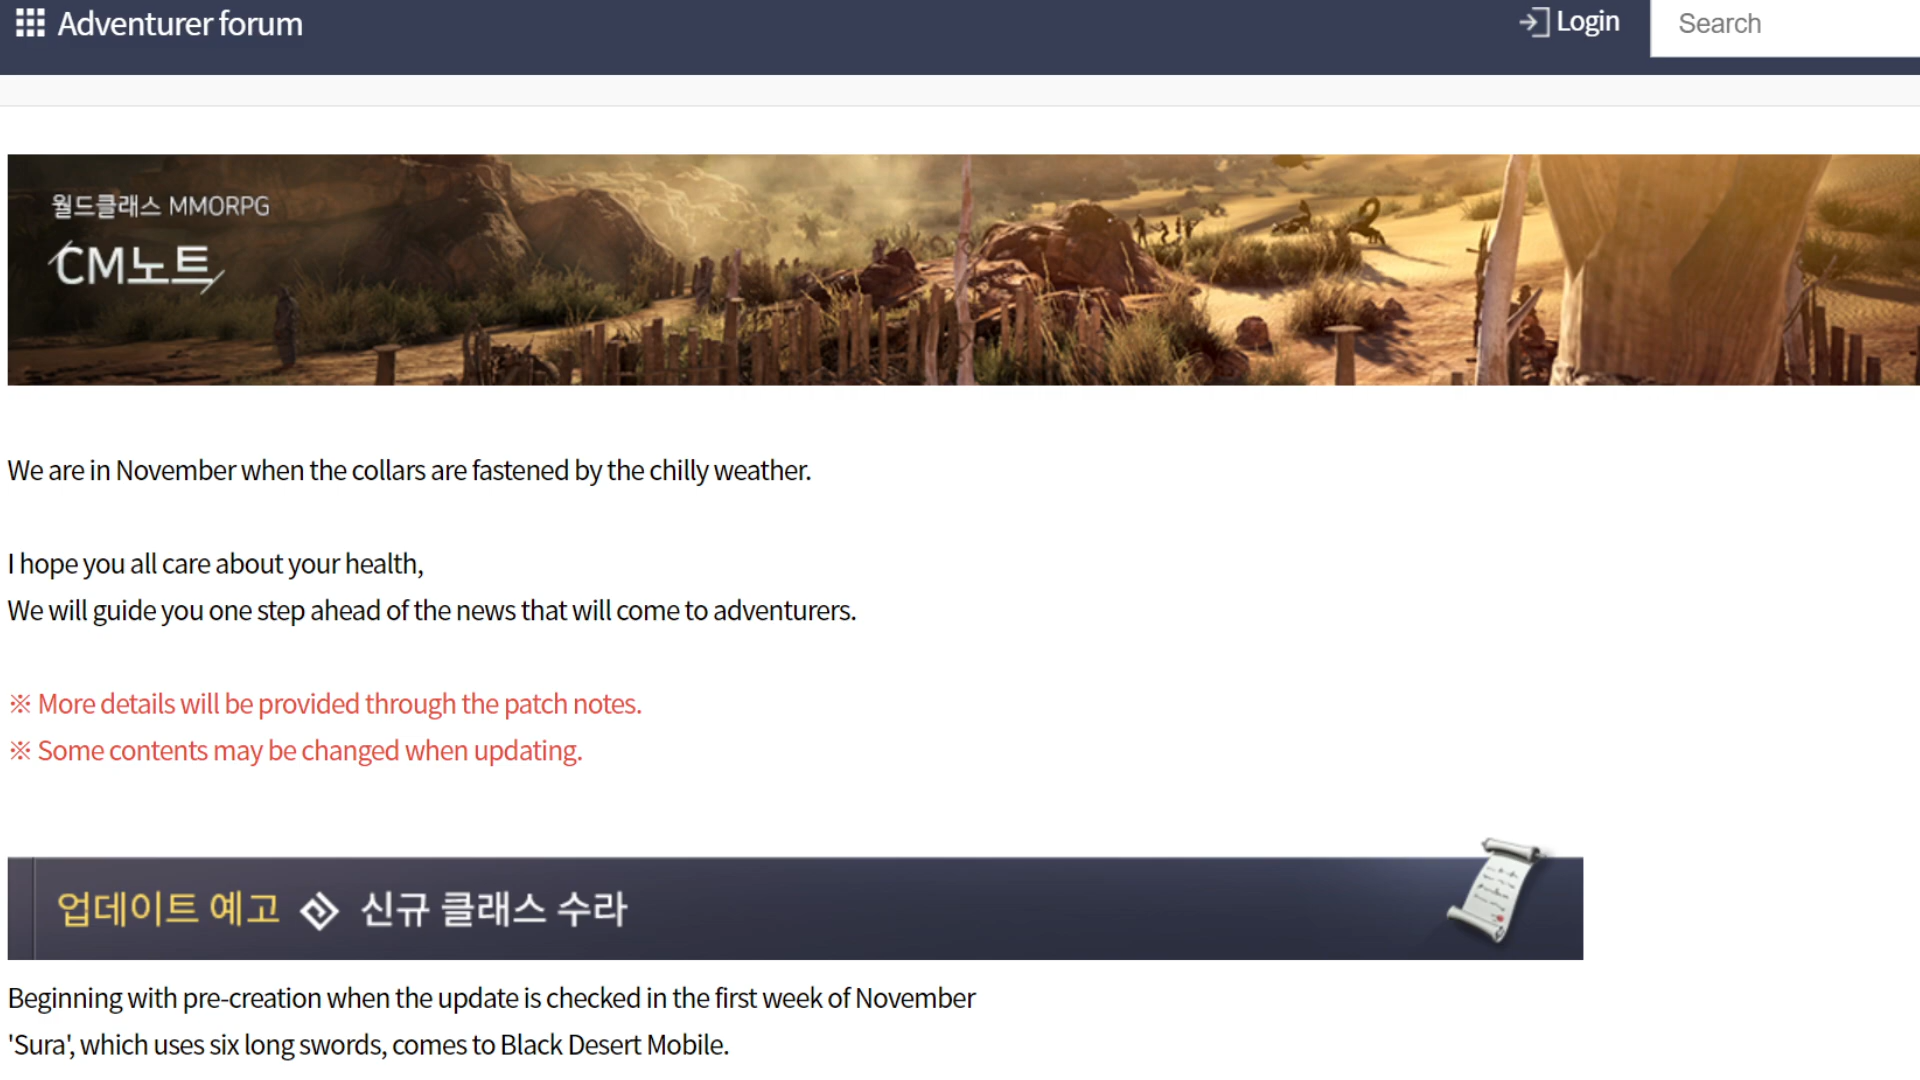 Adventurer forum
Login
Search
월드클래스 MMORPG
CM노트
We are in November when the collars are fastened by the chilly weather.
I hope you all care about your health,
We will guide you one step ahead of the news that will come to adventurers.
※ More details will be provided through the patch notes.
※ Some contents may be changed when updating.
업데이트 예고 신규 클래스 수라
Beginning with pre-creation when the update is checked in the first week of November
'Sura', which uses six long swords, comes to Black Desert Mobile.